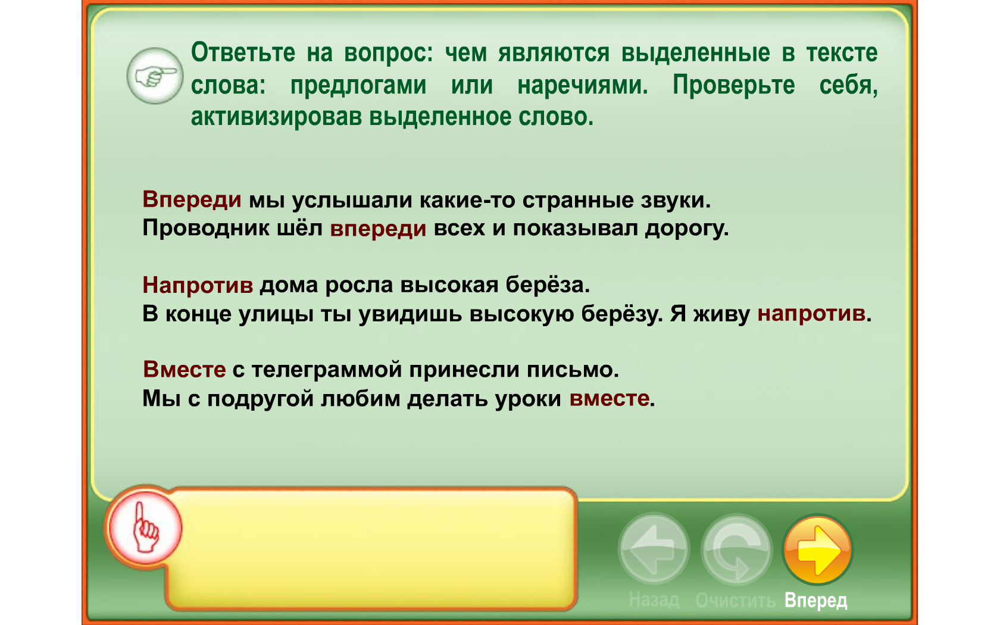 Ответьте на вопрос: чем являются выделенные в тексте
слова: предлогами или наречиями. Проверьте себя,
активизировав выделенное слово.
Впереди мы услышали какие-то странные звуки.
Проводник шёл впереди всех и показывал дорогу.
Напротив дома росла высокая берёза.
В конце улицы ты увидишь высокую берёзу. Я живу напротив.
Вместе с телеграммой принесли письмо.
Мы с подругой любим делать уроки вместе.
Назад Очистить Вперед